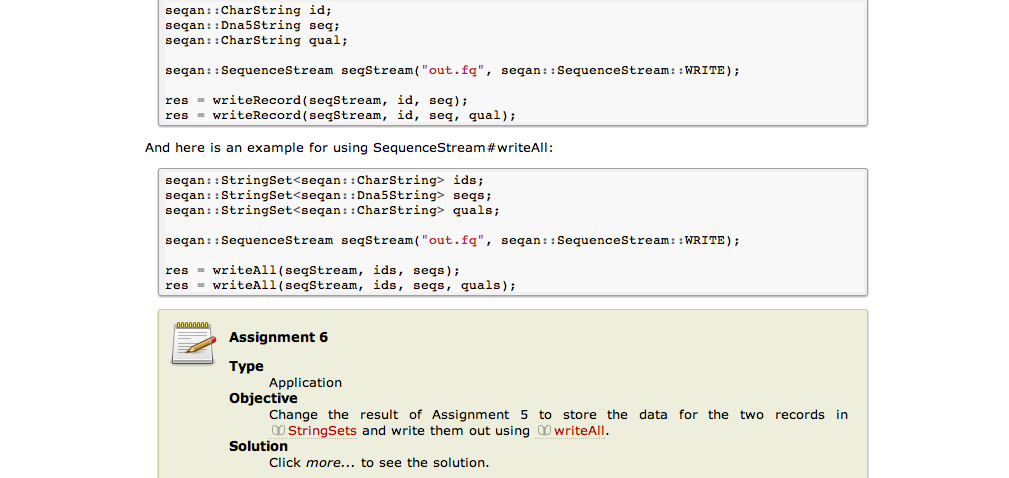 seqan::CharString id;
seqan::Dna5String seq;
seqan::CharString qual;
seqan::SequenceStream seqStream("out.fq", seqan::SequenceStream::WRITE);
res = writeRecord(seqStream, id, seq);
res = writeRecord(seqStream, id, seq, qual);
And here is an example for using SequenceStream#writeAll:
seqan::StringSet<seqan::CharString> ids;
seqan::StringSet<seqan::Dna5String> seqs;
seqan::StringSet<seqan::CharString> quals;
seqan::SequenceStream seqStream("out.fq", seqan::SequenceStream::WRITE);
res = writeAll(seqStream, ids, seqs);
res = writeAll(seqStream, ids, seqs, quals);
Assignment 6
Type
Application
Objective
Change the result of Assignment 5 to store the data for the two records in
StringSets and write them out using writeAll.
Solution
Click more... to see the solution.